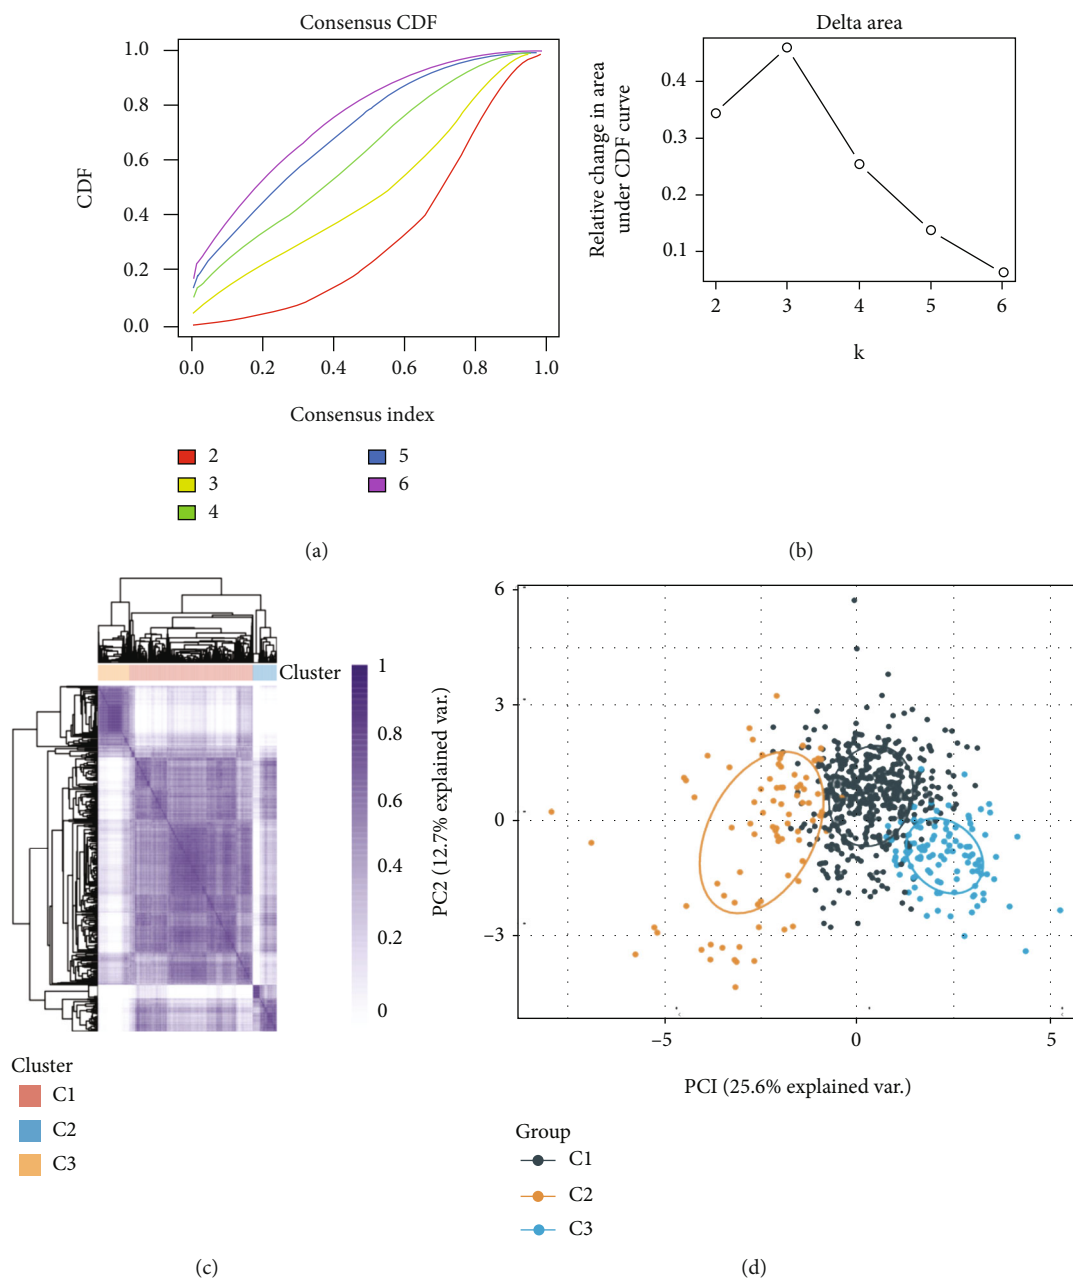 Consensus CDF
1.0
0.8
0.6
0.4
0.2
0.0
CDF
0.0 0.2 0.4 0.6 0.8 1.0
Consensus index
2
3
4
5
6
(a)
Delta area
0.4
0.3
0.2
0.1
Relative change in area
under CDF curve
2 3 4 5 6
k
(b)
Cluster
1
0.8
0.6
0.4
0.2
0
Cluster
C1
C2
C3
(c)
6
3
0
−3
PC2 (12.7% explained var.)
−5 0 5
PCI (25.6% explained var.)
Group
C1
C2
C3
(d)